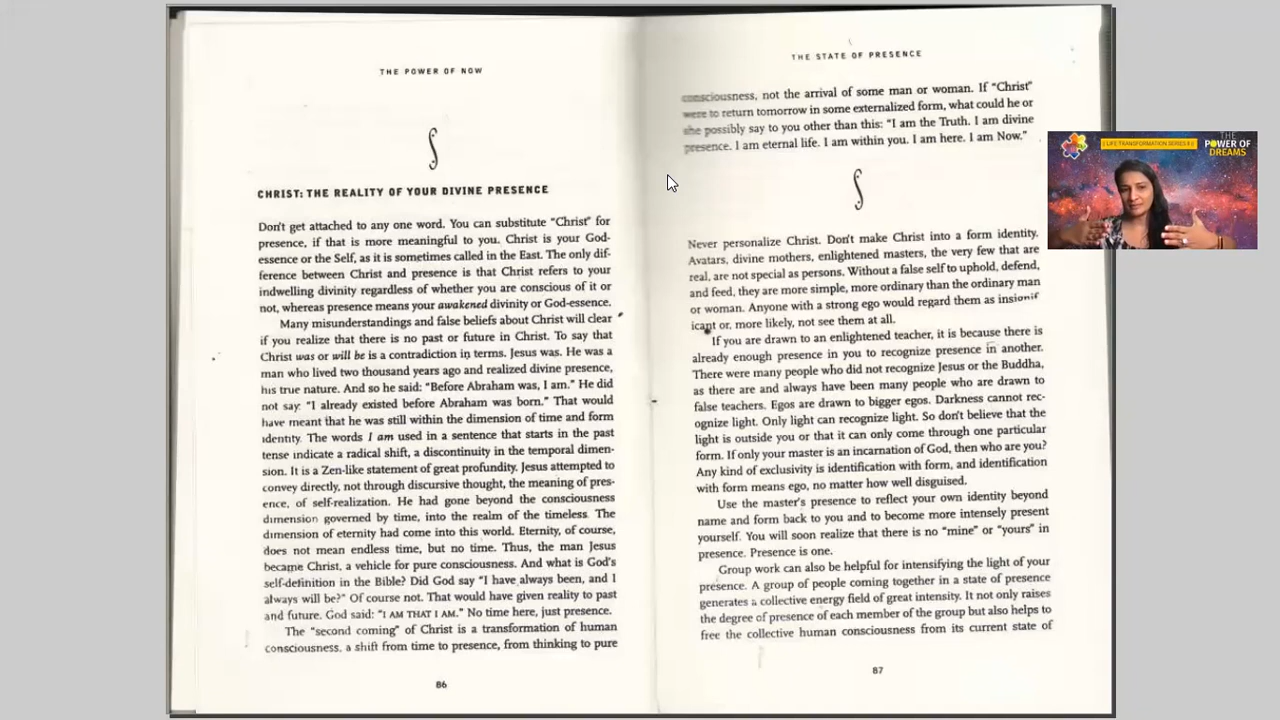 THE POWER OF NOW
CHRIST: THE REALITY OF YOUR DIVINE PRESENCE
Don't get attached to any one word. You can substitute "Christ" for
presence, if that is more meaningful to you. Christ is your God-
essence or the Self, as it is sometimes called in the East. The only dif-
ference between Christ and presence is that Christ refers to your
indwelling divinity regardless of whether you are conscious of it or
not, whereas presence means your awakened divinity or God-essence.
Many misunderstandings and false beliefs about Christ will clear
if you realize that there is no past or future in Christ. To say that
Christ was or will be is a contradiction in terms. Jesus was. He was a
man who lived two thousand years ago and realized divine presence,
his true nature. And so he said: "Before Abraham was, I am." He did
not say: "I already existed before Abraham was born." That would
have meant that he was still within the dimension of time and form
identity. The words I am used in a sentence that starts in the past
tense indicate a radical shift, a discontinuity in the temporal dimen-
sion. It is a Zen-like statement of great profundity. Jesus attempted to
convey directly, not through discursive thought, the meaning of pres-
ence, of self-realization. He had gone beyond the consciousness
dimension governed by time, into the realm of the timeless. The
dimension of eternity had come into this world. Eternity, of course,
does not mean endless time, but no time. Thus, the man Jesus
became Christ, a vehicle for pure consciousness. And what is God's
self-definition in the Bible? Did God say "I have always been, and I
always will be?" Of course not. That would have given reality to past
and future. God said: "I AM THAT I AM." No time here, just presence.
The "second coming" of Christ is a transformation of human
consciousness, a shift from time to presence, from thinking to pure
86
THE STATE OF PRESENCE
consciousness, not the arrival of some man or woman. If "Christ"
were to return tomorrow in some externalized form, what could he or
she possibly say to you other than this: "I am the Truth. I am divine
presence. I am eternal life. I am within you. I am here. I am Now."
Never personalize Christ. Don't make Christ into a form identity.
Avatars, divine mothers, enlightened masters, the very few that are
real, are not special as persons. Without a false self to uphold, defend,
and feed, they are more simple, more ordinary than the ordinary man
or woman. Anyone with a strong ego would regard them as insignif
icant or, more likely, not see them at all.
If you are drawn to an enlightened teacher, it is because there is
already enough presence in you to recognize presence in another.
There were many people who did not recognize Jesus or the Buddha,
as there are and always have been many people who are drawn to
false teachers. Egos are drawn to bigger egos. Darkness cannot rec-
ognize light. Only light can recognize light. So don't believe that the
light is outside you or that it can only come through one particular
form. If only your master is an incarnation of God, then who are you?
Any kind of exclusivity is identification with form, and identification
with form means ego, no matter how well disguised.
Use the master's presence to reflect your own identity beyond
name and form back to you and to become more intensely present
yourself. You will soon realize that there is no "mine" or "yours" in
presence. Presence is one.
Group work can also be helpful for intensifying the light of your
presence. A group of people coming together in a state of presence
generates a collective energy field of great intensity. It not only raises
the degree of presence of each member of the group but also helps to
free the collective human consciousness from its current state of
87
LIFE TRANSFORMATION SERIES
THE
POWER OF
DREAMS